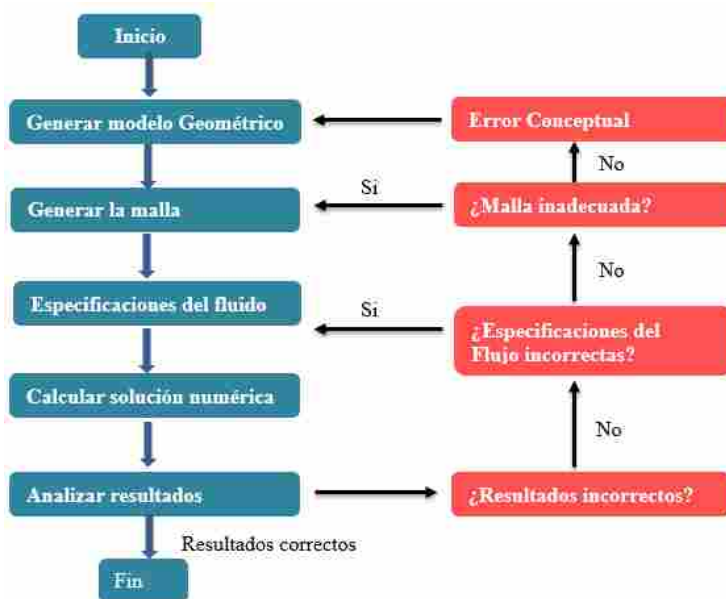 Inicio
Generar modelo Geométrico
Error Conceptual
No
Si
Generar la malla
¿Malla inadecuada?
No
Especificaciones del fluido
Si
¿Especificaciones del
Flujo incorrectas?
Calcular solución numérica
No
Analizar resultados
¿Resultados incorrectos?
Resultados correctos
Fin